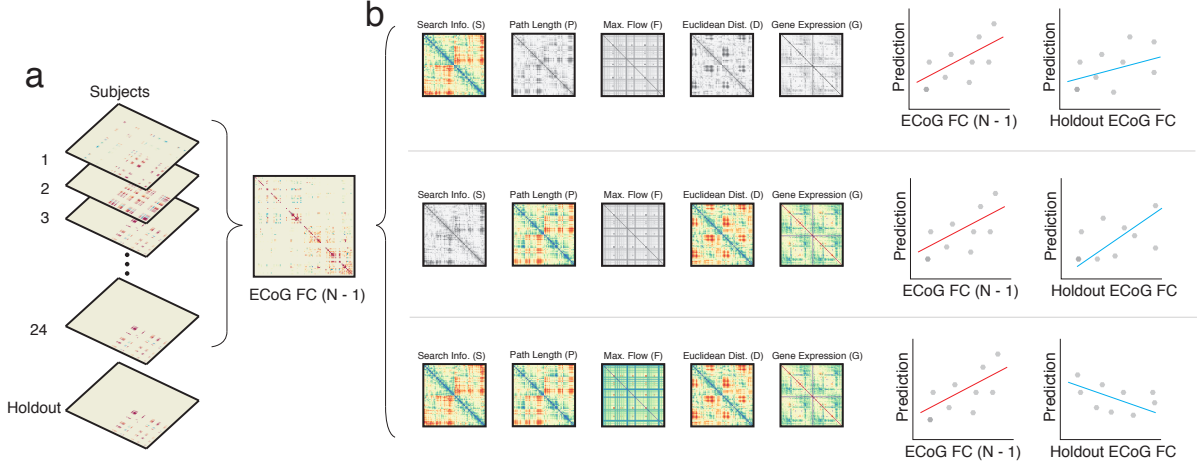 a
Subjects
1
2
3
24
Holdout
ECoG FC (N - 1)
b
Search Info. (S)
Path Length (P)
Max. Flow (F)
Euclidean Dist. (D)
Gene Expression (G)
Prediction
ECoG FC (N - 1)
Prediction
Holdout ECoG FC
Search Info. (S)
Path Length (P)
Max. Flow (F)
Euclidean Dist. (D)
Gene Expression (G)
Prediction
ECoG FC (N - 1)
Prediction
Holdout ECoG FC
Search Info. (S)
Path Length (P)
Max. Flow (F)
Euclidean Dist. (D)
Gene Expression (G)
Prediction
ECoG FC (N - 1)
Prediction
Holdout ECoG FC